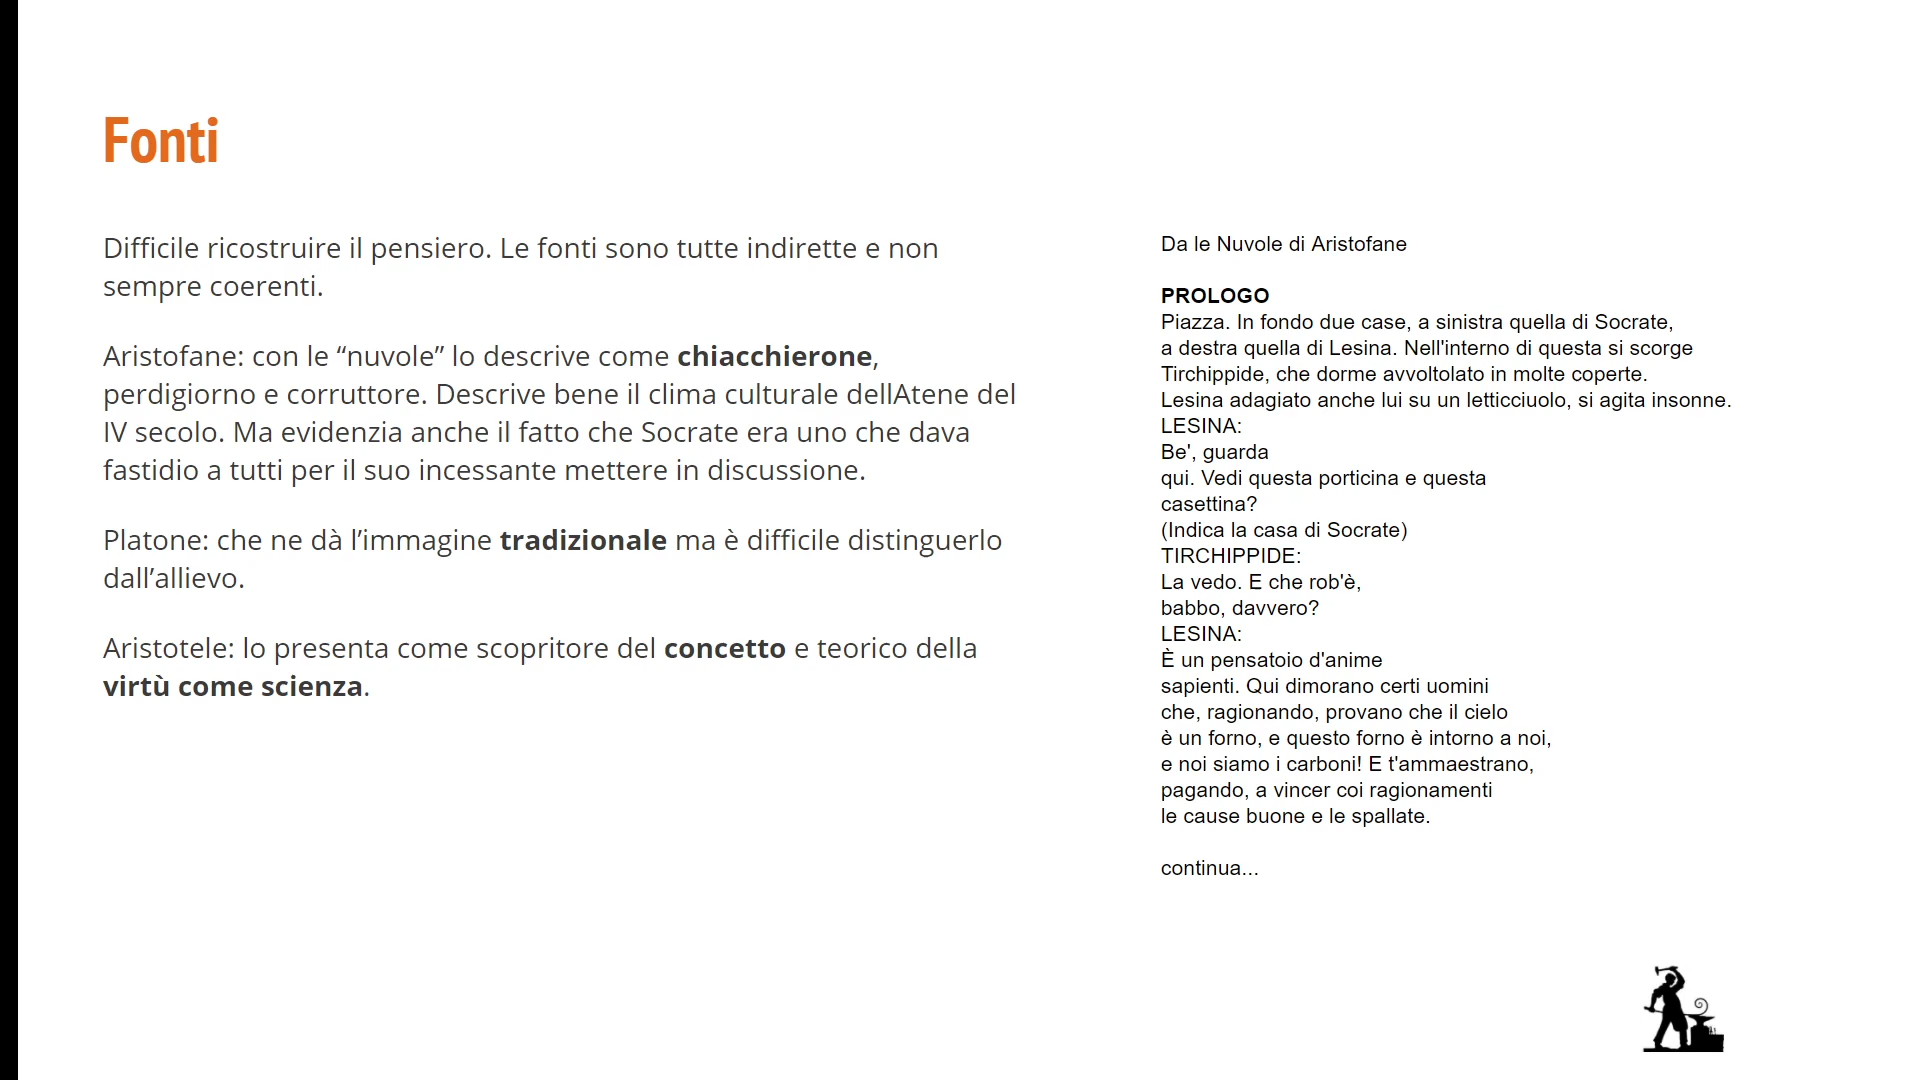 Fonti
Difficile ricostruire il pensiero. Le fonti sono tutte indirette e non
sempre coerenti.
Aristofane: con le “nuvole” lo descrive come chiacchierone,
perdigiorno e corruttore. Descrive bene il clima culturale dellAtene del
IV secolo. Ma evidenzia anche il fatto che Socrate era uno che dava
fastidio a tutti per il suo incessante mettere in discussione.
Platone: che ne dà l’immagine tradizionale ma è difficile distinguerlo
dall’allievo.
Aristotele: lo presenta come scopritore del concetto e teorico della
virtù come scienza.
Da le Nuvole di Aristofane
PROLOGO
Piazza. In fondo due case, a sinistra quella di Socrate,
a destra quella di Lesina. Nell'interno di questa si scorge
Tirchippide, che dorme avvoltolato in molte coperte.
Lesina adagiato anche lui su un letticciuolo, si agita insonne.
LESINA:
Be', guarda
qui. Vedi questa porticina e questa
casettina?
(Indica la casa di Socrate)
TIRCHIPPIDE:
La vedo. E che rob'è,
babbo, davvero?
LESINA:
È un pensatoio d'anime
sapienti. Qui dimorano certi uomini
che, ragionando, provano che il cielo
è un forno, e questo forno è intorno a noi,
e noi siamo i carboni! E t'ammaestrano,
pagando, a vincer coi ragionamenti
le cause buone e le spallate.
continua...